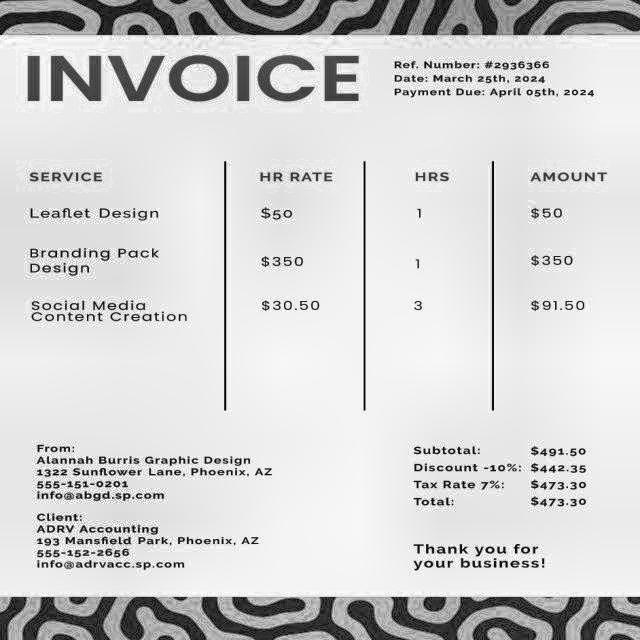 INVOICE
Ref. Number: #2936366
Date: March 25th, 2024
Payment Due: April 05th, 2024
SERVICE HR RATE HRS AMOUNT
Leaflet Design $50 1 $50
Branding Pack
Design $350 1 $350
Social Media
Content Creation $30.50 3 $91.50
From:
Alannah Burris Graphic Design
1322 Sunflower Lane, Phoenix, AZ
555-151-0201
info@abgd.sp.com
Client:
ADRV Accounting
193 Mansfield Park, Phoenix, AZ
555-152-2656
info@adrvacc.sp.com
Subtotal: $491.50
Discount -10%: $442.35
Tax Rate 7%: $473.30
Total: $473.30
Thank you for
your business!